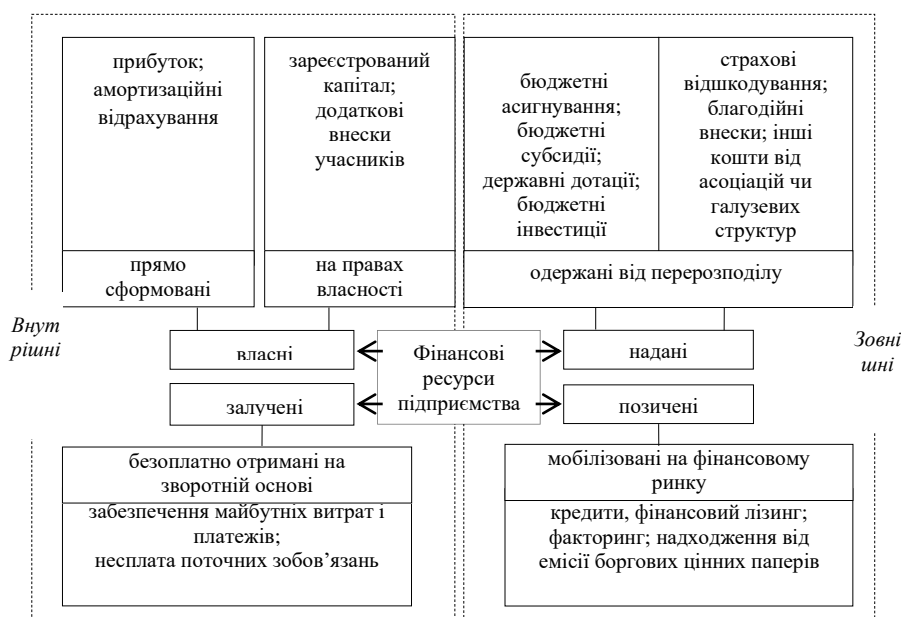 прибуток;
амортизаційні
відрахування
зареєстрований
капітал;
додаткові
внески
учасників
бюджетні
асигнування;
бюджетні
субсидії;
державні дотації;
бюджетні
інвестиції
страхові
відшкодування;
благодійні
внески; інші
кошти від
асоціацій чи
галузевих
структур
прямо
сформовані
на правах
власності
одержані від перерозподілу
Внут
рішні
власні
Фінансові
ресурси
підприємства
надані
Зовні
шні
залучені
позичені
безоплатно отримані на
зворотній основі
мобілізовані на фінансовому
ринку
забезпечення майбутніх витрат і
платежів;
несплата поточних зобов’язань
кредити, фінансовий лізинг;
факторинг; надходження від
емісії боргових цінних паперів